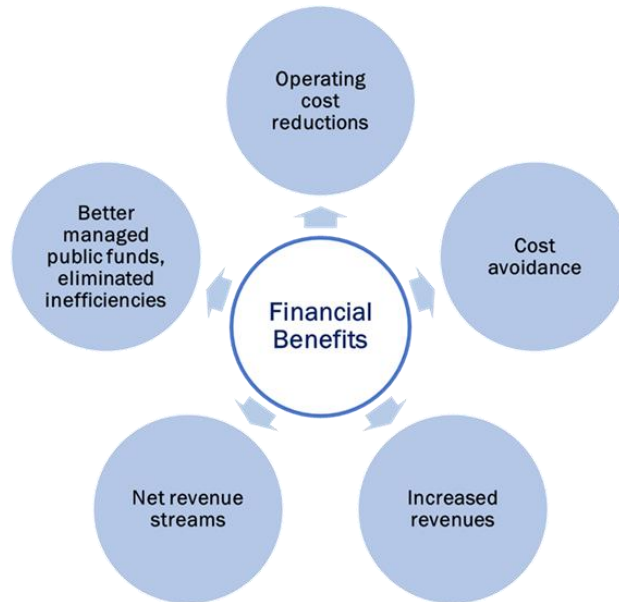 Operating
cost
reductions
Better
managed
public funds,
eliminated
inefficiencies
Cost
avoidance
Financial
Benefits
Net revenue
streams
Increased
revenues